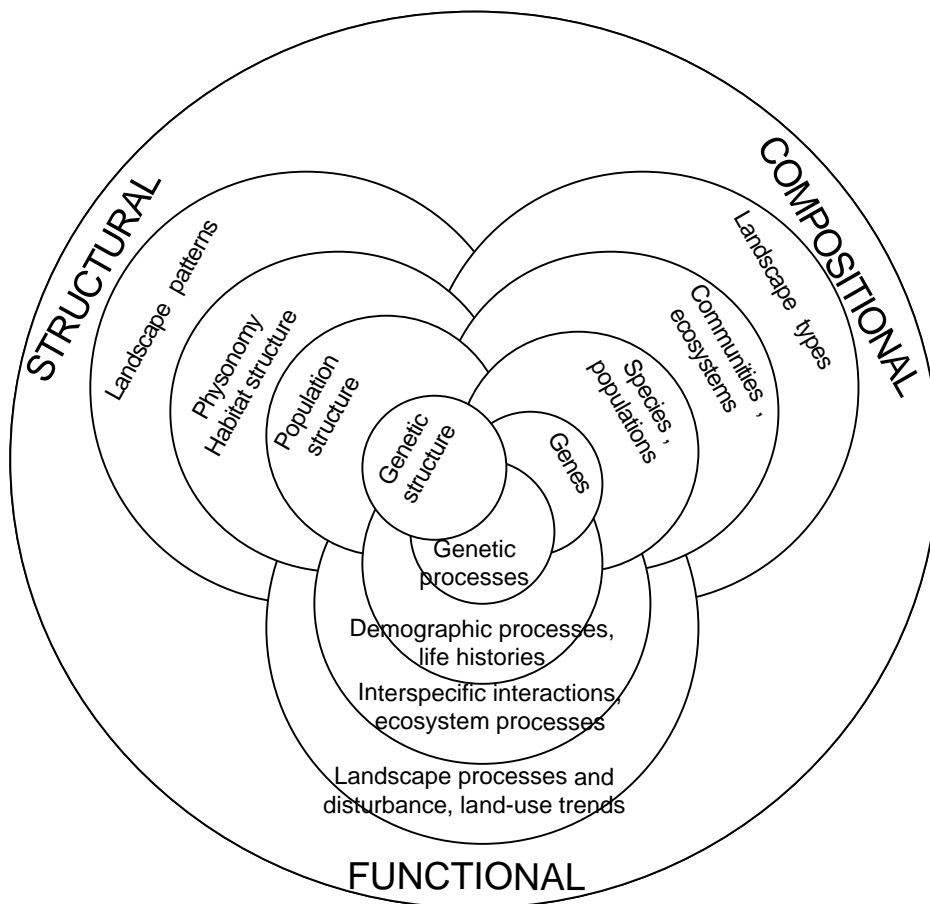 STRUCTURAL
COMPOSITIONAL
Landscape patterns
Physonomy
Habitat structure
Population
structure
Genetic
structure
Landscape types
Communities ,
ecosystems
Species ,
populations
Genes
Genetic
processes
Demographic processes,
life histories
Interspecific interactions,
ecosystem processes
Landscape processes and
disturbance, land-use trends
FUNCTIONAL